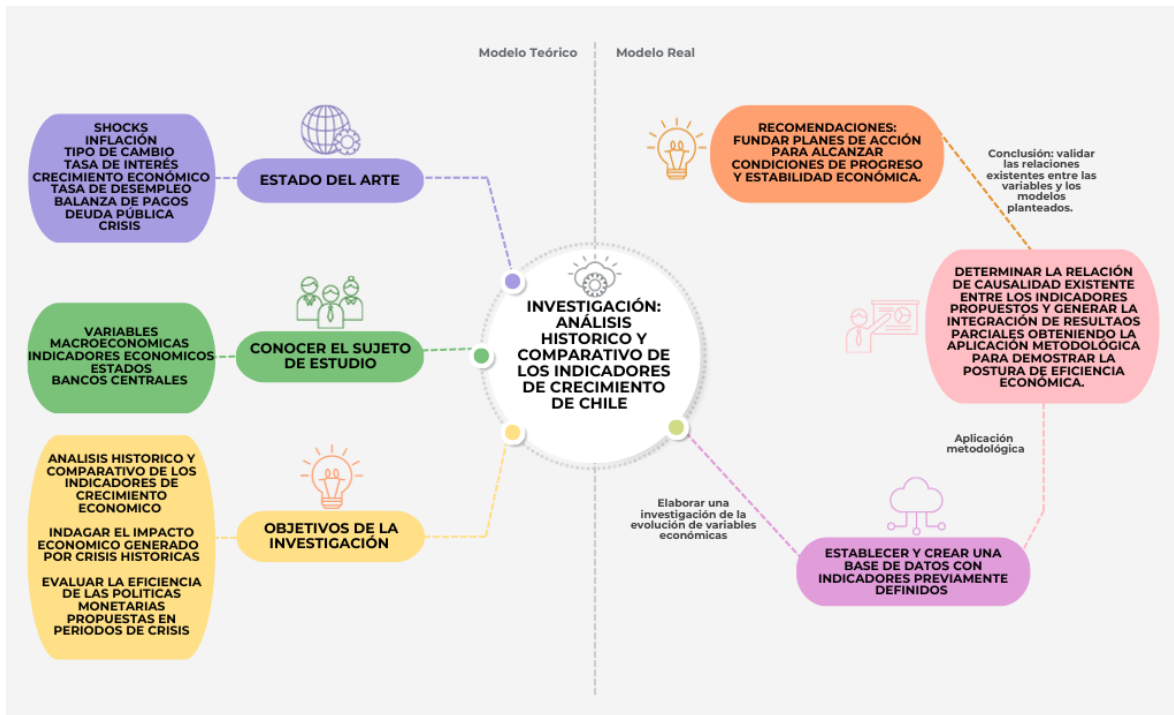 Modelo Teórico
Modelo Real
SHOCKS
INFLACIÓN
TIPO DE CAMBIO
TASA DE INTERÉS
CRECIMIENTO ECONÓMICO
TASA DE DESEMPLEO
BALANZA DE PAGOS
DEUDA PÚBLICA
CRISIS
ESTADO DEL ARTE
VARIABLES
MACROECONOMICAS
INDICADORES ECONOMICOS
ESTADOS
BANCOS CENTRALES
CONOCER EL SUJETO
DE ESTUDIO
ANALISIS HISTORICO Y
COMPARATIVO DE LOS
INDICADORES DE
CRECIMIENTO
ECONOMICO
INDAGAR EL IMPACTO
ECONOMICO GENERADO
POR CRISIS HISTORICAS
EVALUAR LA EFICIENCIA
DE LAS POLITICAS
MONETARIAS
PROPUESTAS EN
PERIODOS DE CRISIS
OBJETIVOS DE LA
INVESTIGACIÓN
INVESTIGACIÓN:
ANÁLISIS
HISTORICO Y
COMPARATIVO DE
LOS INDICADORES
DE CRECIMIENTO
DE CHILE
RECOMENDACIONES:
FUNDAR PLANES DE ACCIÓN
PARA ALCANZAR
CONDICIONES DE PROGRESO
Y ESTABILIDAD ECONÓMICA.
Conclusión: validar
las relaciones
existentes entre las
variables y los
modelos
planteados.
DETERMINAR LA RELACIÓN
DE CAUSALIDAD EXISTENTE
ENTRE LOS INDICADORES
PROPUESTOS Y GENERAR LA
INTEGRACIÓN DE RESULTAOS
PARCIALES OBTENIENDO LA
APLICACIÓN METODOLÓGICA
PARA DEMOSTRAR LA
POSTURA DE EFICIENCIA
ECONÓMICA.
Aplicación
metodológica
Elaborar una
investigación de la
evolución de variables
económicas
ESTABLECER Y CREAR UNA
BASE DE DATOS CON
INDICADORES PREVIAMENTE
DEFINIDOS